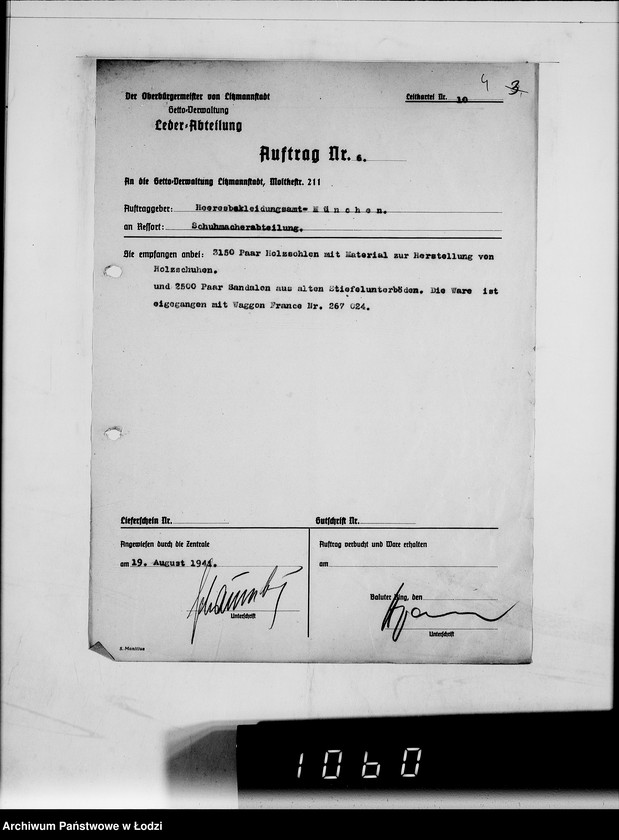 4 3.
Der Oberbürgermeister von Litzmannstadt
Getto-Verwaltung
Leder-Abteilung
Leitkartei Nr. 10
Auftrag Nr. 6.
An die Getto-Verwaltung Litzmannstadt, Moltkestr. 211
Auftraggeber: Heeresbekleidungsamt- M ü n c h e n.
an Ressort: Schuhmacherabteilung.
Sie empfangen anbei: 3150 Paar Holzsohlen mit Material zur Herstellung von
Holzschuhen.
und 2500 Paar Sandalen aus alten Stiefelunterböden. Die Ware ist
eigegangen mit Waggon France Nr. 267 024.
Lieferschein Nr.
Gutschrift Nr.
Angewiesen durch die Zentrale
Auftrag verbucht und Ware erhalten
am 19. August 1941.
am
Baluter Ring, den
Unterschrift
Unterschrift
1060
Archiwum Państwowe w Łodzi